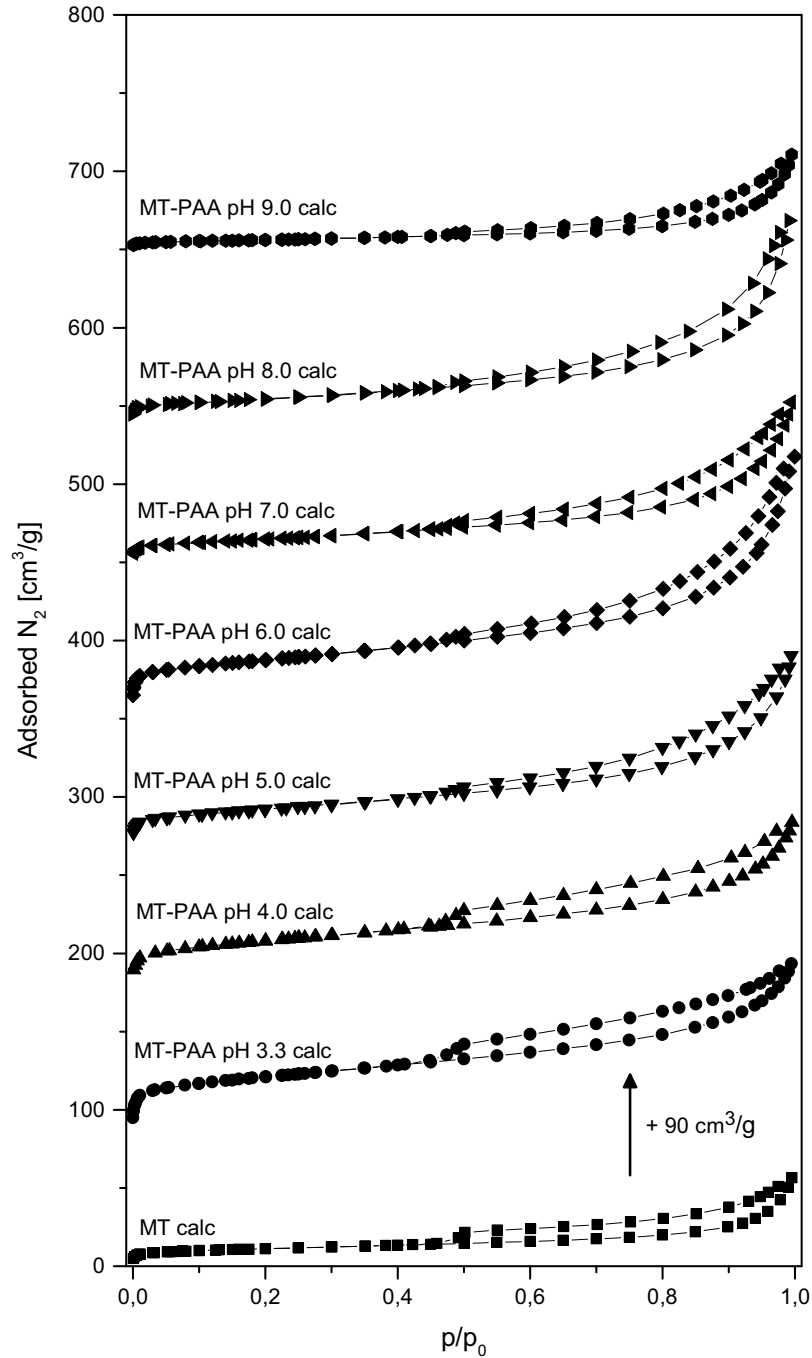 800
700
600
500
400
300
200
100
0
Adsorbed N₂ [cm³/g]
MT-PAA pH 9.0 calc
MT-PAA pH 8.0 calc
MT-PAA pH 7.0 calc
MT-PAA pH 6.0 calc
MT-PAA pH 5.0 calc
MT-PAA pH 4.0 calc
MT-PAA pH 3.3 calc
+ 90 cm³/g
MT calc
0,0 0,2 0,4 0,6 0,8 1,0
p/p₀